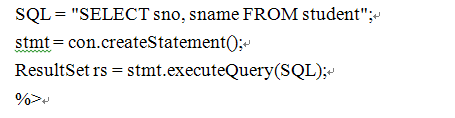 SQL = "SELECT sno, sname FROM student";
stmt = con.createStatement();
ResultSet rs = stmt.executeQuery(SQL);
%>